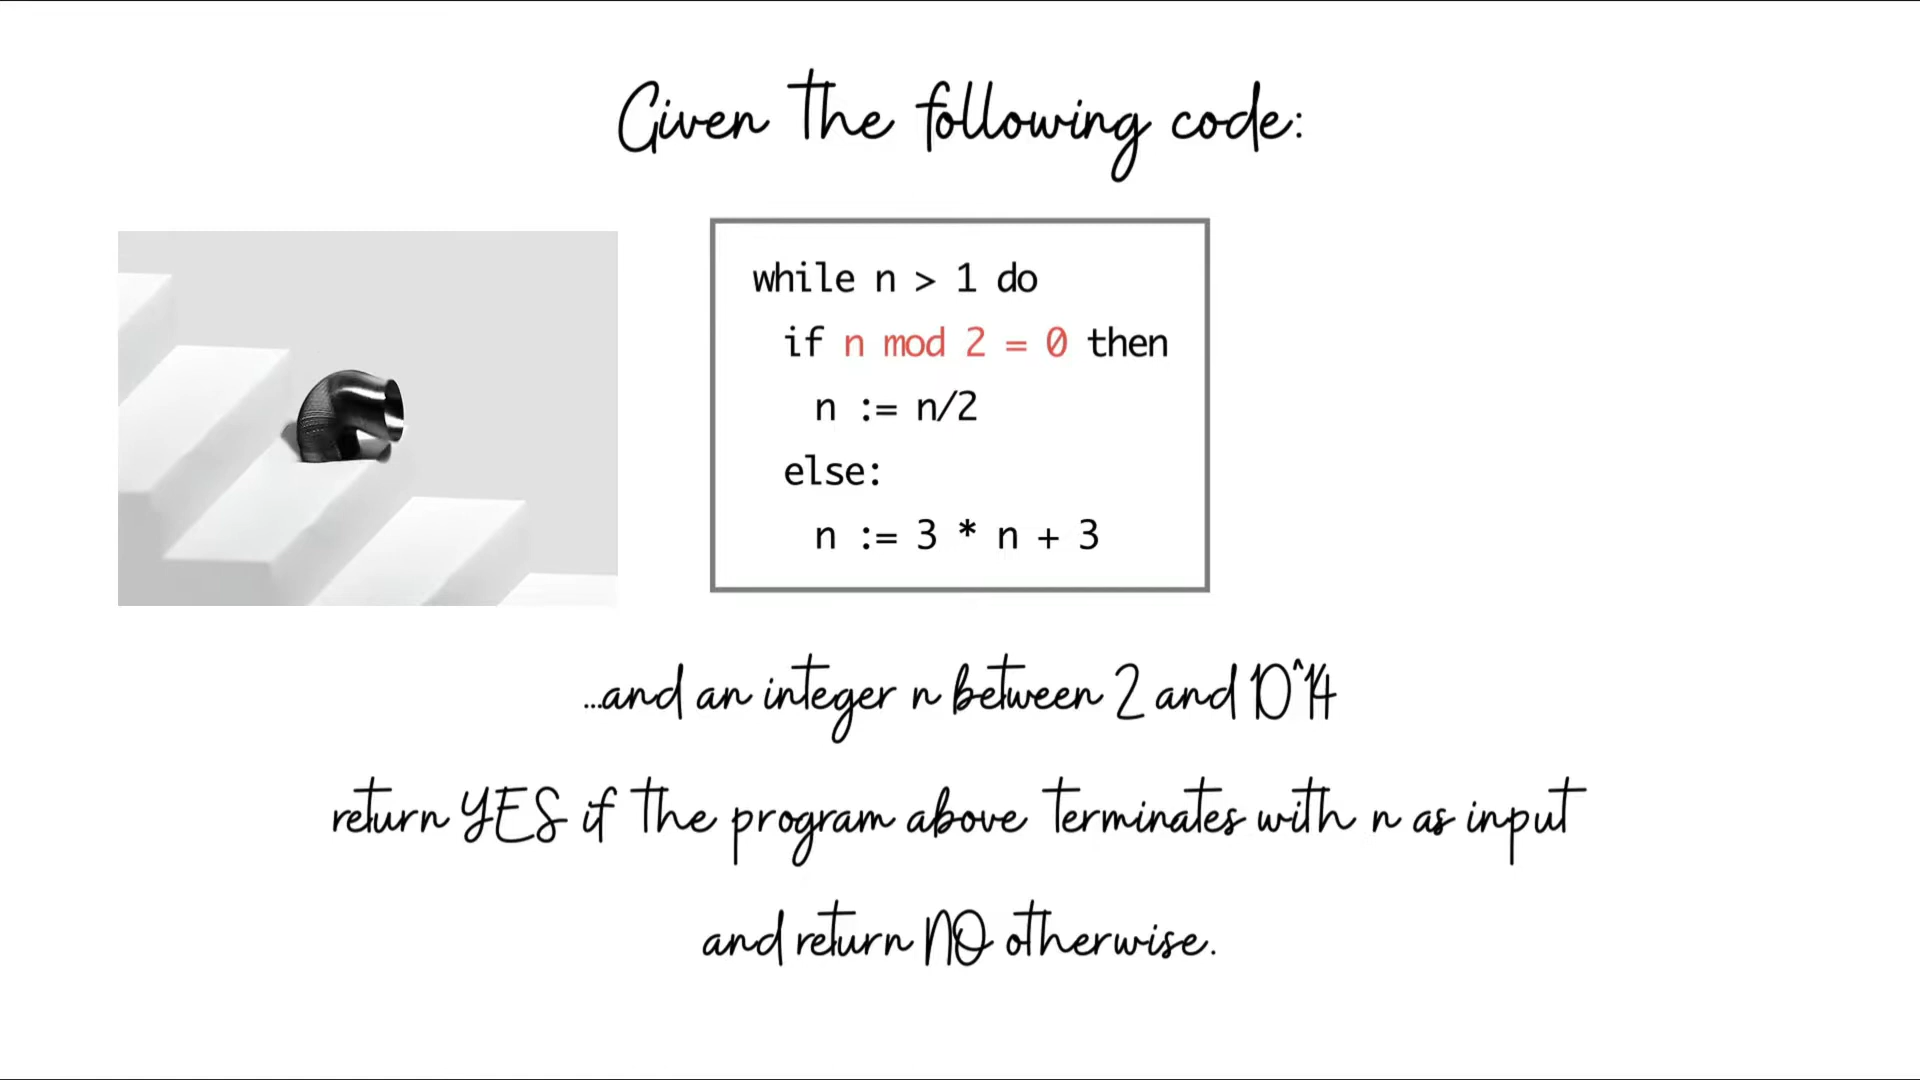 Given the following code:
while n > 1 do
if n mod 2 = 0 then
n := n/2
else:
n := 3 * n + 3
...and an integer n between 2 and 10^14
return YES if the program above terminates with n as input
and return NO otherwise.